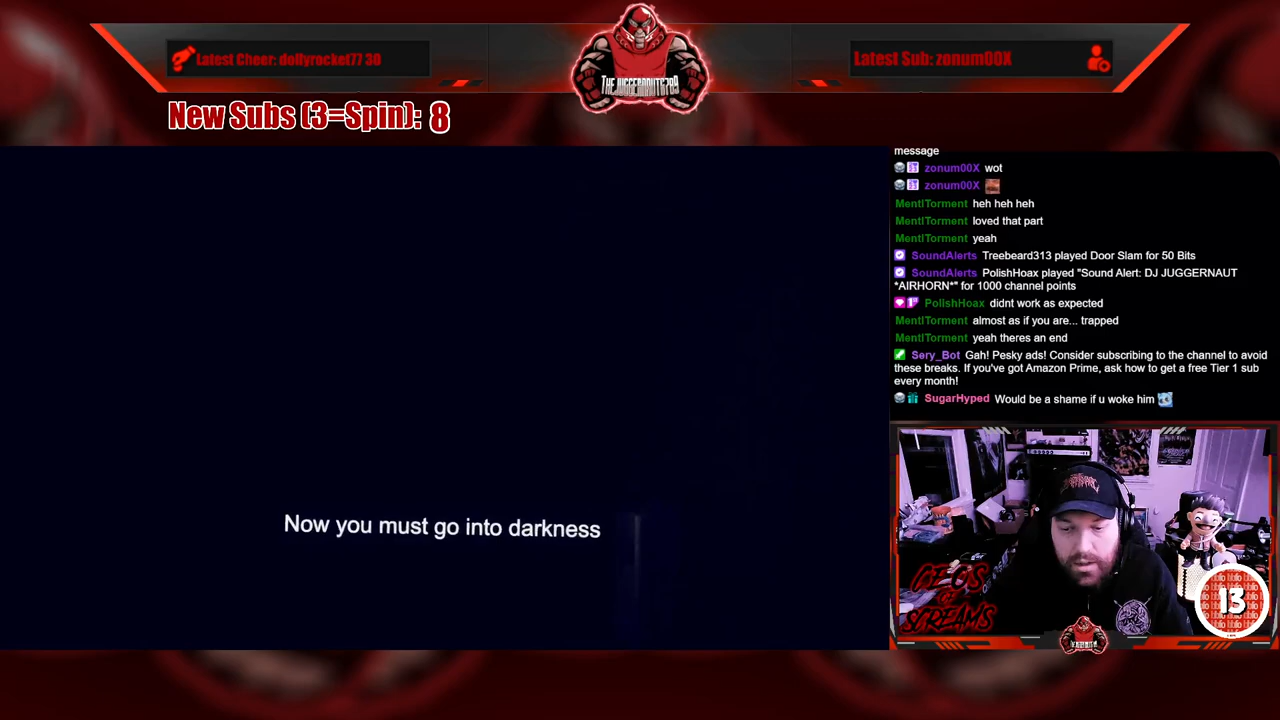 Latest Cheer: dollyrocket77 30
THEJUGGERNAUT6789
Latest Sub: zonum00X
New Subs (3=Spin): 8
message
zonum00X wot
zonum00X
MentlTorment heh heh heh
MentlTorment loved that part
MentlTorment yeah
SoundAlerts Treebeard313 played Door Slam for 50 Bits
SoundAlerts PolishHoax played "Sound Alert: DJ JUGGERNAUT
*AIRHORN*" for 1000 channel points
PolishHoax didnt work as expected
MentlTorment almost as if you are... trapped
MentlTorment yeah theres an end
Sery_Bot Gah! Pesky ads! Consider subscribing to the channel to avoid
these breaks. If you've got Amazon Prime, ask how to get a free Tier 1 sub
every month!
SugarHyped Would be a shame if u woke him
Now you must go into darkness
SCREAMS
13